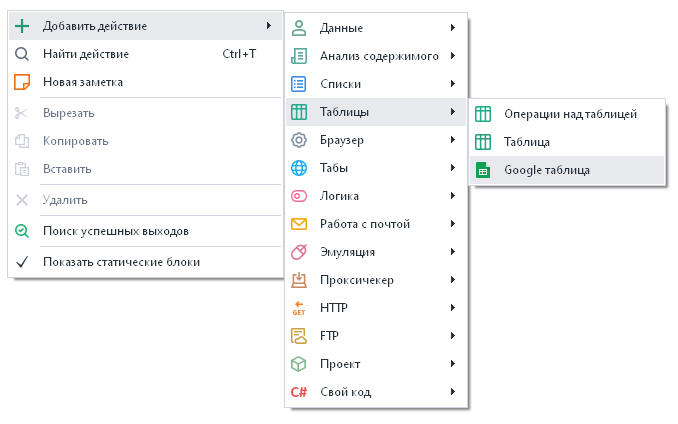 Добавить действие
Найти действие Ctrl+T
Новая заметка
Вырезать
Копировать
Вставить
Удалить
Поиск успешных выходов
Показать статические блоки
Данные
Анализ содержимого
Списки
Таблицы
Браузер
Табы
Логика
Работа с почтой
Эмуляция
Проксичекер
GET HTTP
FTP
Проект
C# Свой код
Операции над таблицей
Таблица
Google таблица